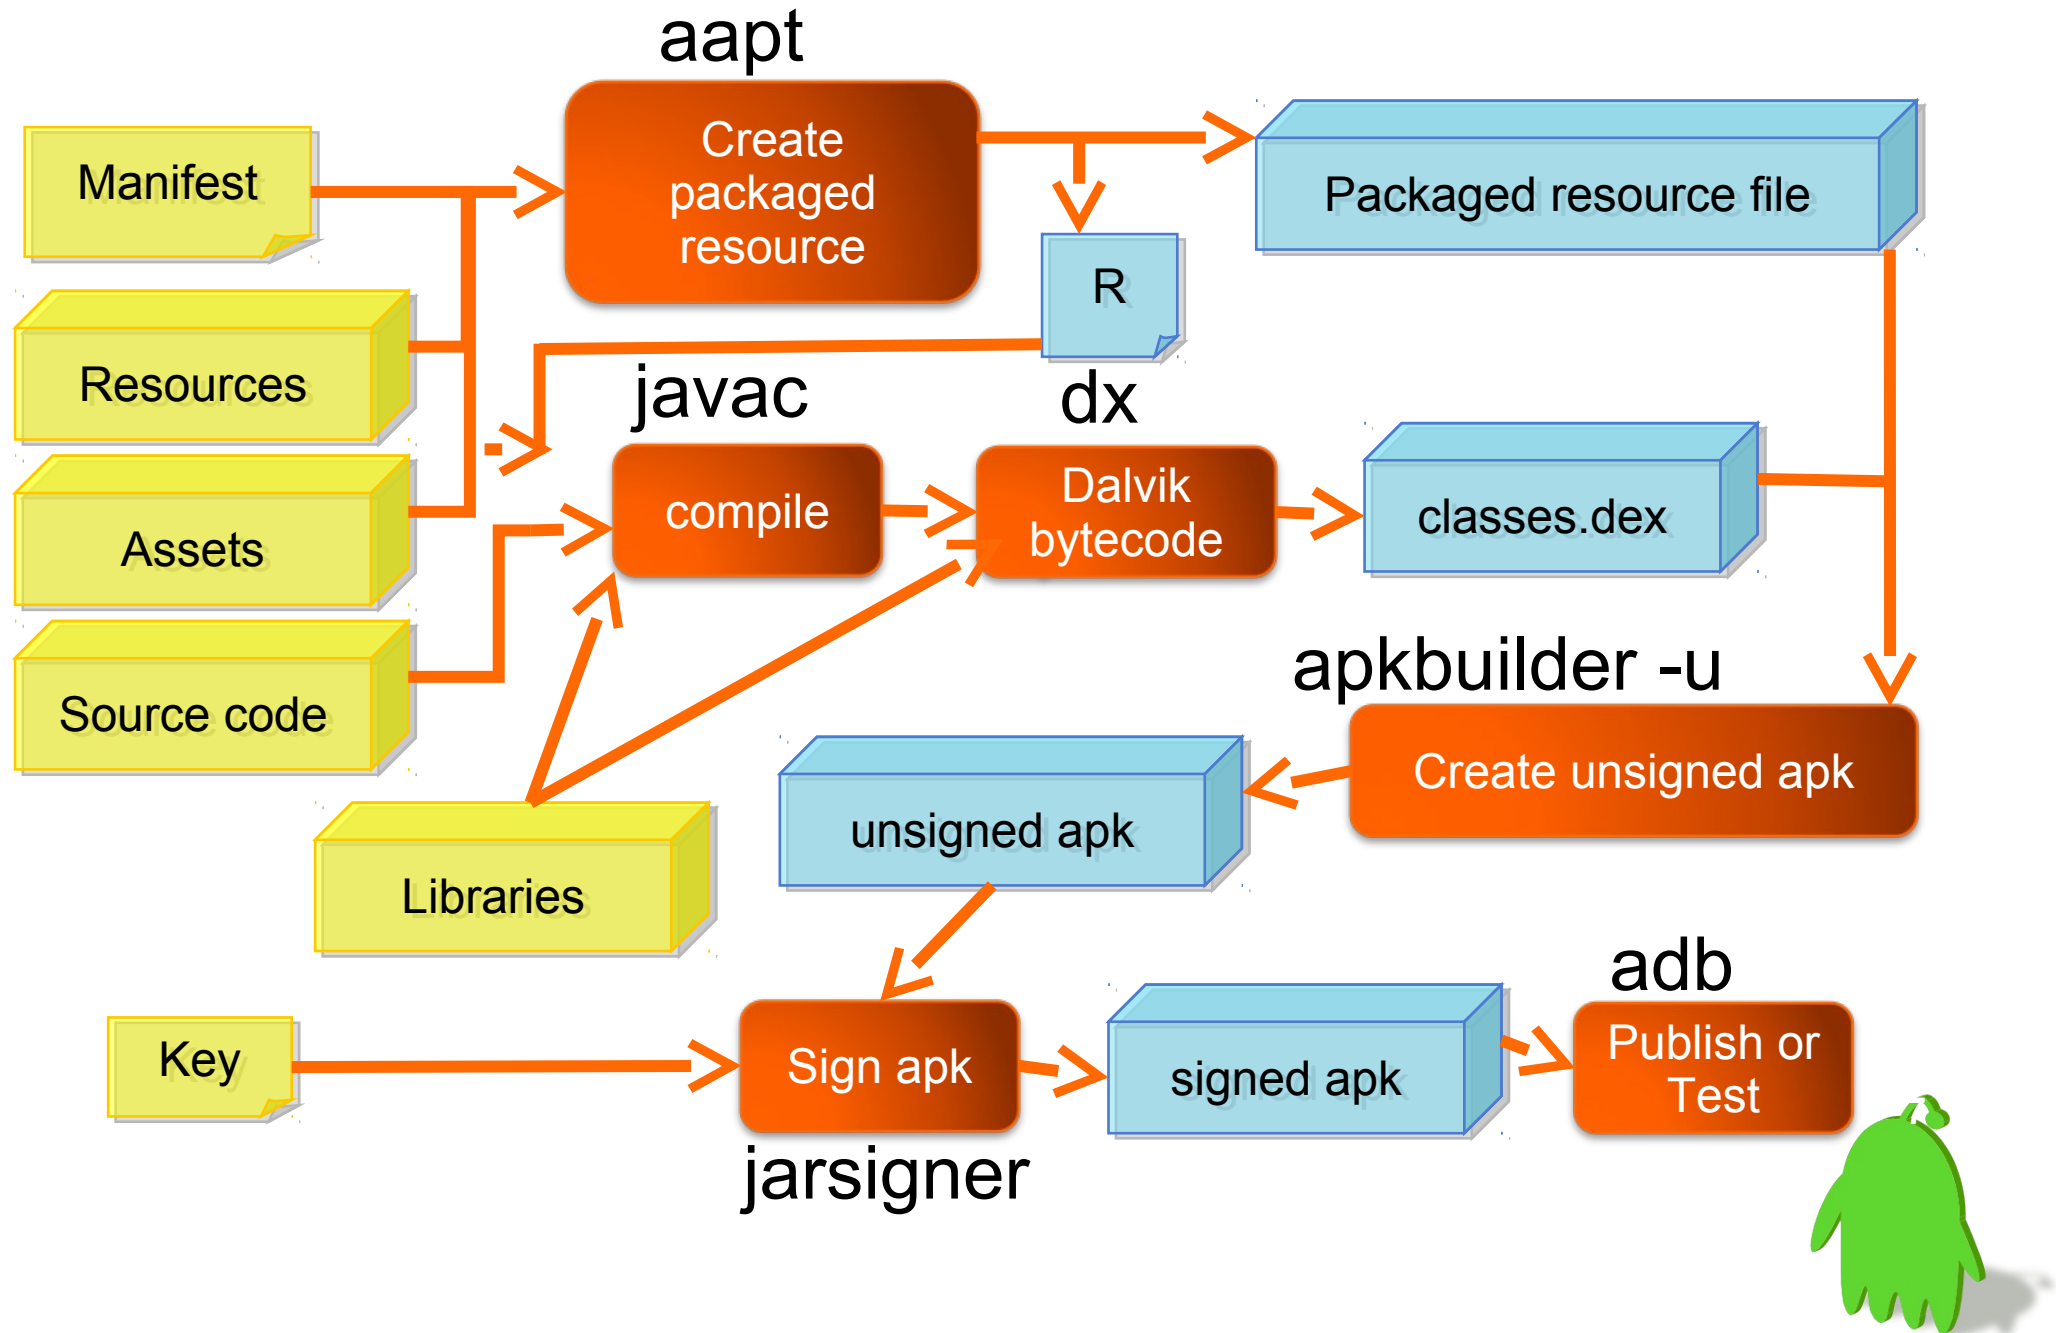 aapt
Manifest
Create
packaged
resource
Packaged resource file
R
Resources
javac
dx
compile
Dalvik
bytecode
classes.dex
Assets
Source code
apkbuilder -u
Create unsigned apk
unsigned apk
Libraries
adb
Key
Sign apk
signed apk
Publish or
Test
jarsigner